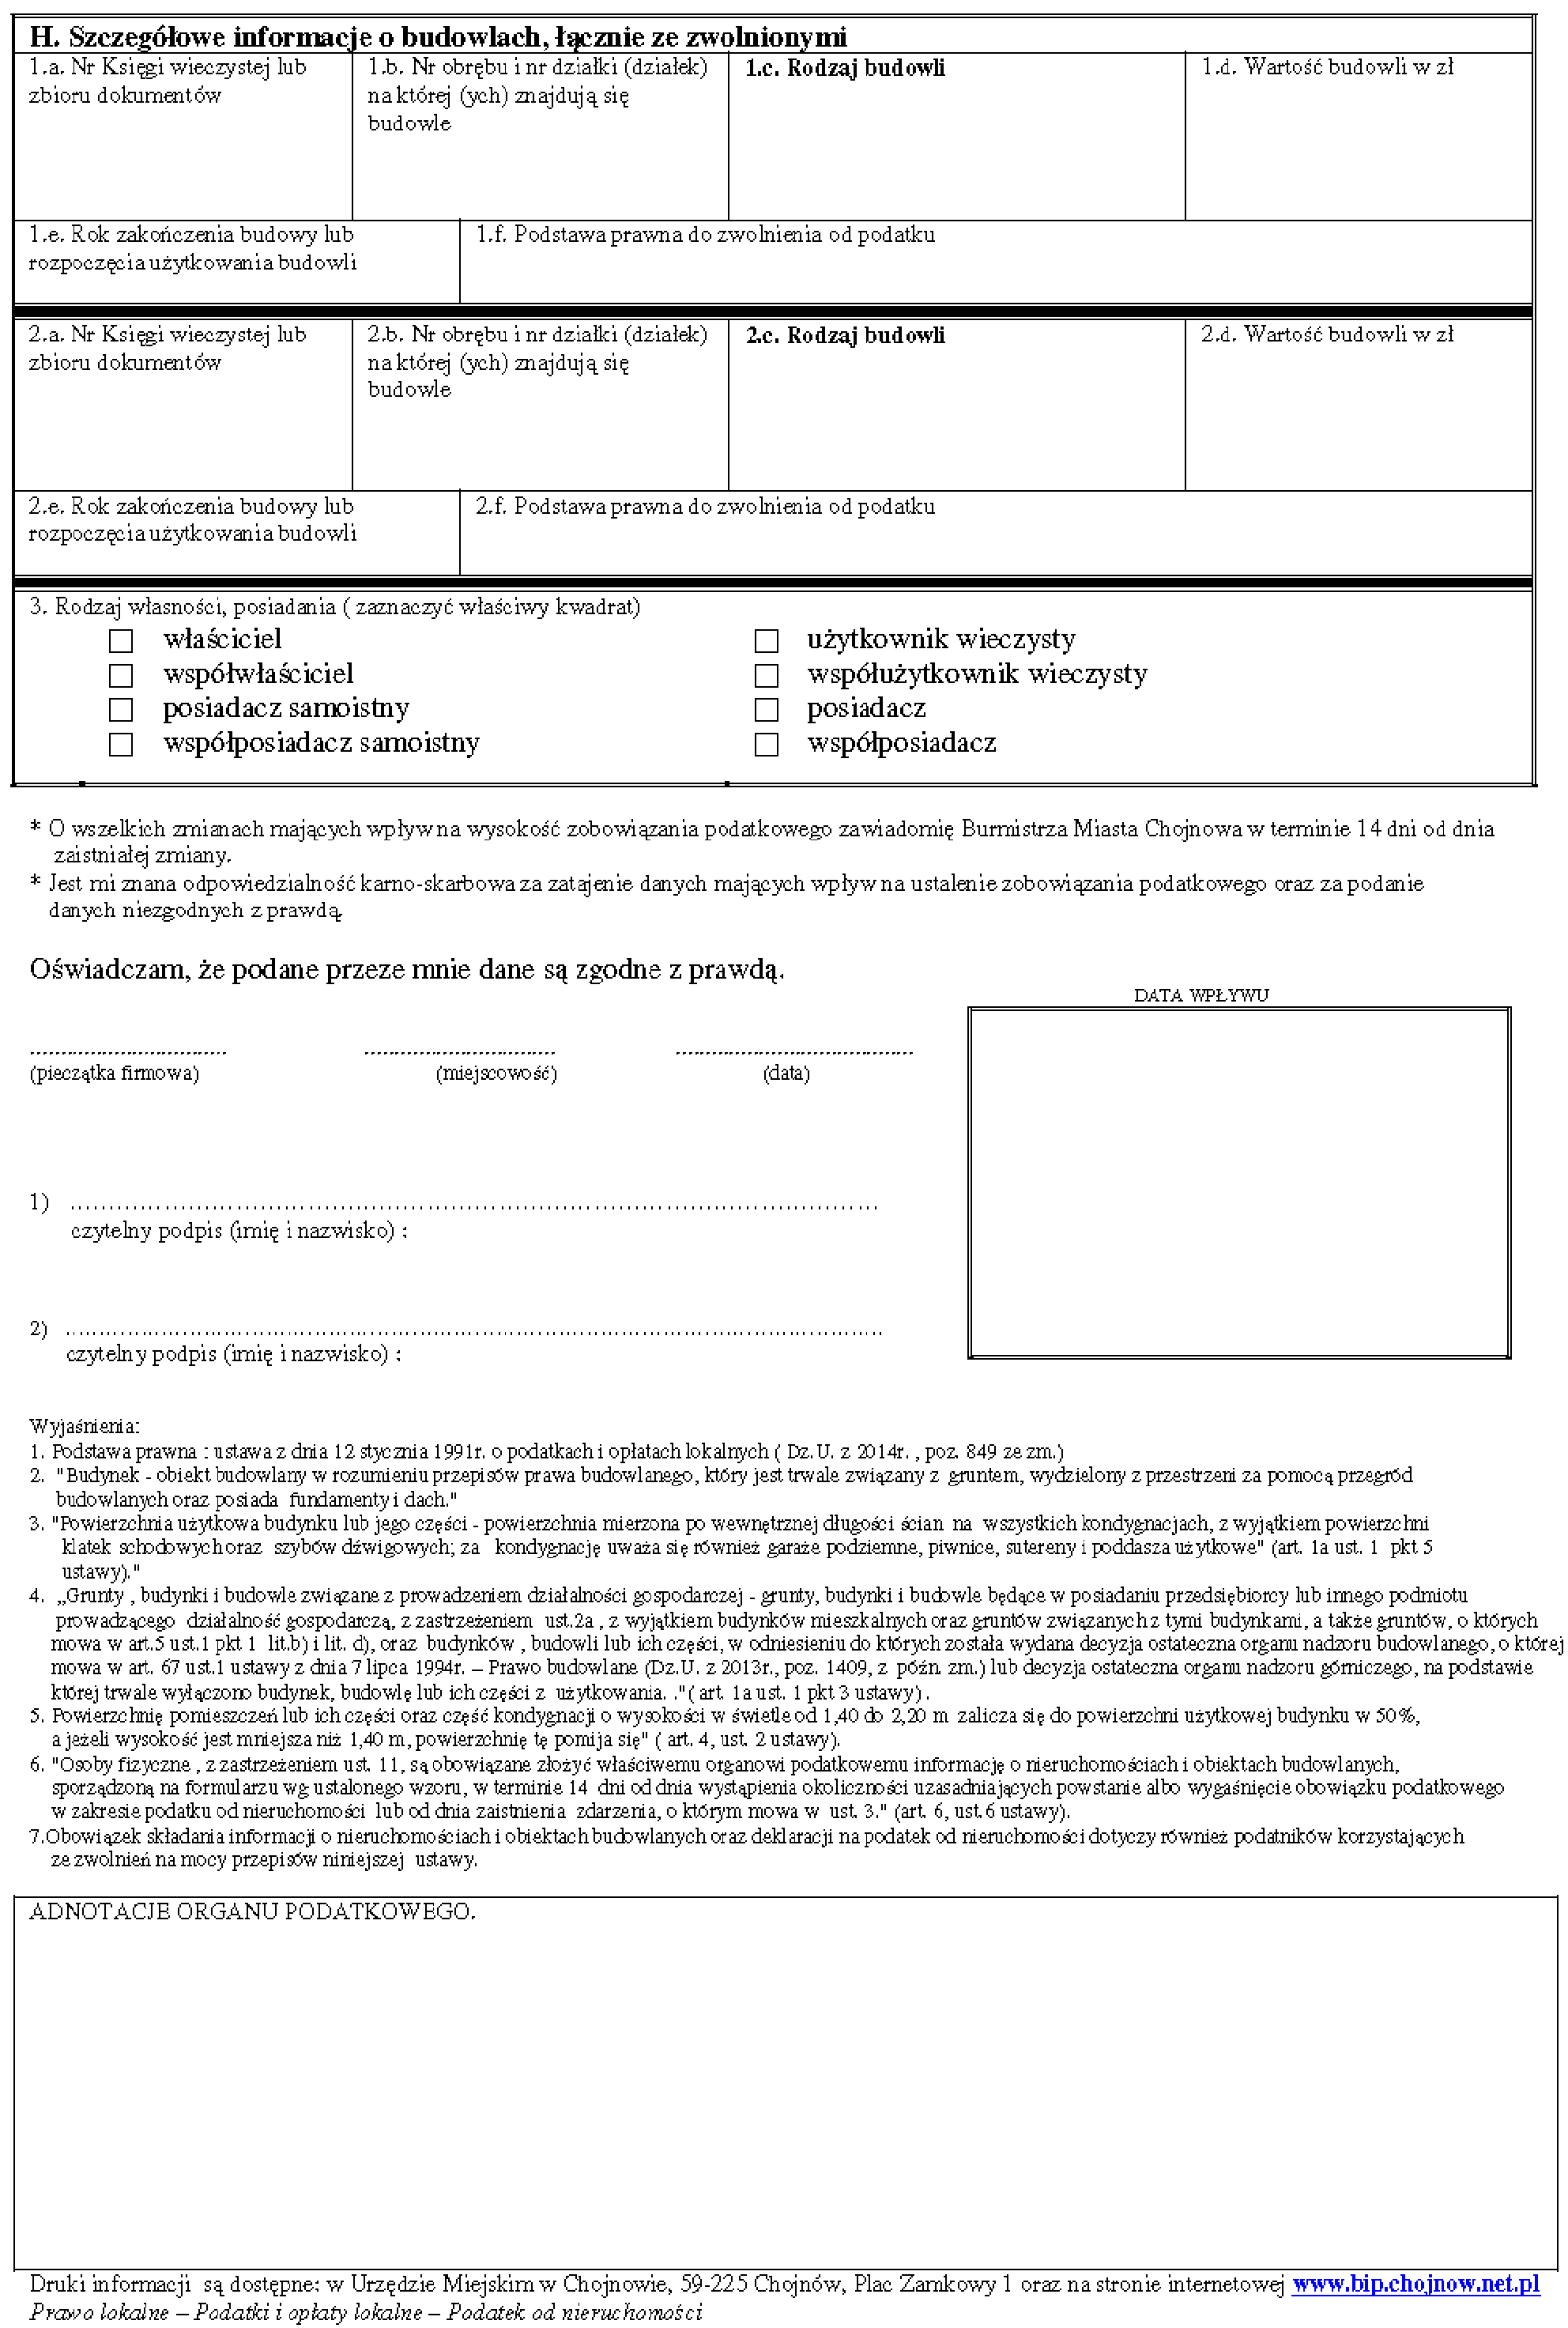 H. Szczegółowe informacje o budowlach, łącznie ze zwolnionymi
1.a. Nr Księgi wieczystej lub
zbioru dokumentów
1.b. Nr obrębu i nr działki (działek)
na której (ych) znajdują się
budowle
1.c. Rodzaj budowli
1.d. Wartość budowli w zł
1.e. Rok zakończenia budowy lub
rozpoczęcia użytkowania budowli
1.f. Podstawa prawna do zwolnienia od podatku
2.a. Nr Księgi wieczystej lub
zbioru dokumentów
2.b. Nr obrębu i nr działki (działek)
na której (ych) znajdują się
budowle
2.c. Rodzaj budowli
2.d. Wartość budowli w zł
2.e. Rok zakończenia budowy lub
rozpoczęcia użytkowania budowli
2.f. Podstawa prawna do zwolnienia od podatku
3. Rodzaj własności, posiadania ( zaznaczyć właściwy kwadrat)
☐ właściciel
☐ użytkownik wieczysty
☐ współwłaściciel
☐ współużytkownik wieczysty
☐ posiadacz samoistny
☐ posiadacz
☐ współposiadacz samoistny
☐ współposiadacz
* O wszelkich zmianach mających wpływ na wysokość zobowiązania podatkowego zawiadomię Burmistrza Miasta Chojnowa w terminie 14 dni od dnia
zaistniałej zmiany.
* Jest mi znana odpowiedzialność karno-skarbowa za zatajenie danych mających wpływ na ustalenie zobowiązania podatkowego oraz za podanie
danych niezgodnych z prawdą.
Oświadczam, że podane przeze mnie dane są zgodne z prawdą.
DATA WPŁYWU
................................. ................................ ........................................
(pieczątka firmowa) (miejscowość) (data)
1) ..........................................................................................................
czytelny podpis (imię i nazwisko) :
2) ..........................................................................................................
czytelny podpis (imię i nazwisko) :
Wyjaśnienia:
1. Podstawa prawna : ustawa z dnia 12 stycznia 1991r. o podatkach i opłatach lokalnych ( Dz.U. z 2014r. , poz. 849 ze zm.)
2. "Budynek - obiekt budowlany w rozumieniu przepisów prawa budowlanego, który jest trwale związany z gruntem, wydzielony z przestrzeni za pomocą przegród
budowlanych oraz posiada fundamenty i dach."
3. "Powierzchnia użytkowa budynku lub jego części - powierzchnia mierzona po wewnętrznej długości ścian na wszystkich kondygnacjach, z wyjątkiem powierzchni
klatek schodowych oraz szybów dźwigowych; za kondygnację uważa się również garaże podziemne, piwnice, sutereny i poddasza użytkowe" (art. 1a ust. 1 pkt 5
ustawy)."
4. „Grunty , budynki i budowle związane z prowadzeniem działalności gospodarczej - grunty, budynki i budowle będące w posiadaniu przedsiębiorcy lub innego podmiotu
prowadzącego działalność gospodarczą, z zastrzeżeniem ust.2a , z wyjątkiem budynków mieszkalnych oraz gruntów związanych z tymi budynkami, a także gruntów, o których
mowa w art.5 ust.1 pkt 1 lit.b) i lit. d), oraz budynków , budowli lub ich części, w odniesieniu do których została wydana decyzja ostateczna organu nadzoru budowlanego, o której
mowa w art. 67 ust.1 ustawy z dnia 7 lipca 1994r. – Prawo budowlane (Dz.U. z 2013r., poz. 1409, z późn. zm.) lub decyzja ostateczna organu nadzoru górniczego, na podstawie
której trwale wyłączono budynek, budowlę lub ich części z użytkowania. ." ( art. 1a ust. 1 pkt 3 ustawy) .
5. Powierzchnię pomieszczeń lub ich części oraz część kondygnacji o wysokości w świetle od 1,40 do 2,20 m zalicza się do powierzchni użytkowej budynku w 50%,
a jeżeli wysokość jest mniejsza niż 1,40 m, powierzchnię tę pomija się" ( art. 4, ust. 2 ustawy).
6. "Osoby fizyczne , z zastrzeżeniem ust. 11, są obowiązane złożyć właściwemu organowi podatkowemu informację o nieruchomościach i obiektach budowlanych,
sporządzoną na formularzu wg ustalonego wzoru, w terminie 14 dni od dnia wystąpienia okoliczności uzasadniających powstanie albo wygaśnięcie obowiązku podatkowego
w zakresie podatku od nieruchomości lub od dnia zaistnienia zdarzenia, o którym mowa w ust. 3." (art. 6, ust.6 ustawy).
7.Obowiązek składania informacji o nieruchomościach i obiektach budowlanych oraz deklaracji na podatek od nieruchomości dotyczy również podatników korzystających
ze zwolnień na mocy przepisów niniejszej ustawy.
ADNOTACJE ORGANU PODATKOWEGO.
Druki informacji są dostępne: w Urzędzie Miejskim w Chojnowie, 59-225 Chojnów, Plac Zamkowy 1 oraz na stronie internetowej www.bip.chojnow.net.pl
Prawo lokalne – Podatki i opłaty lokalne – Podatek od nieruchomości